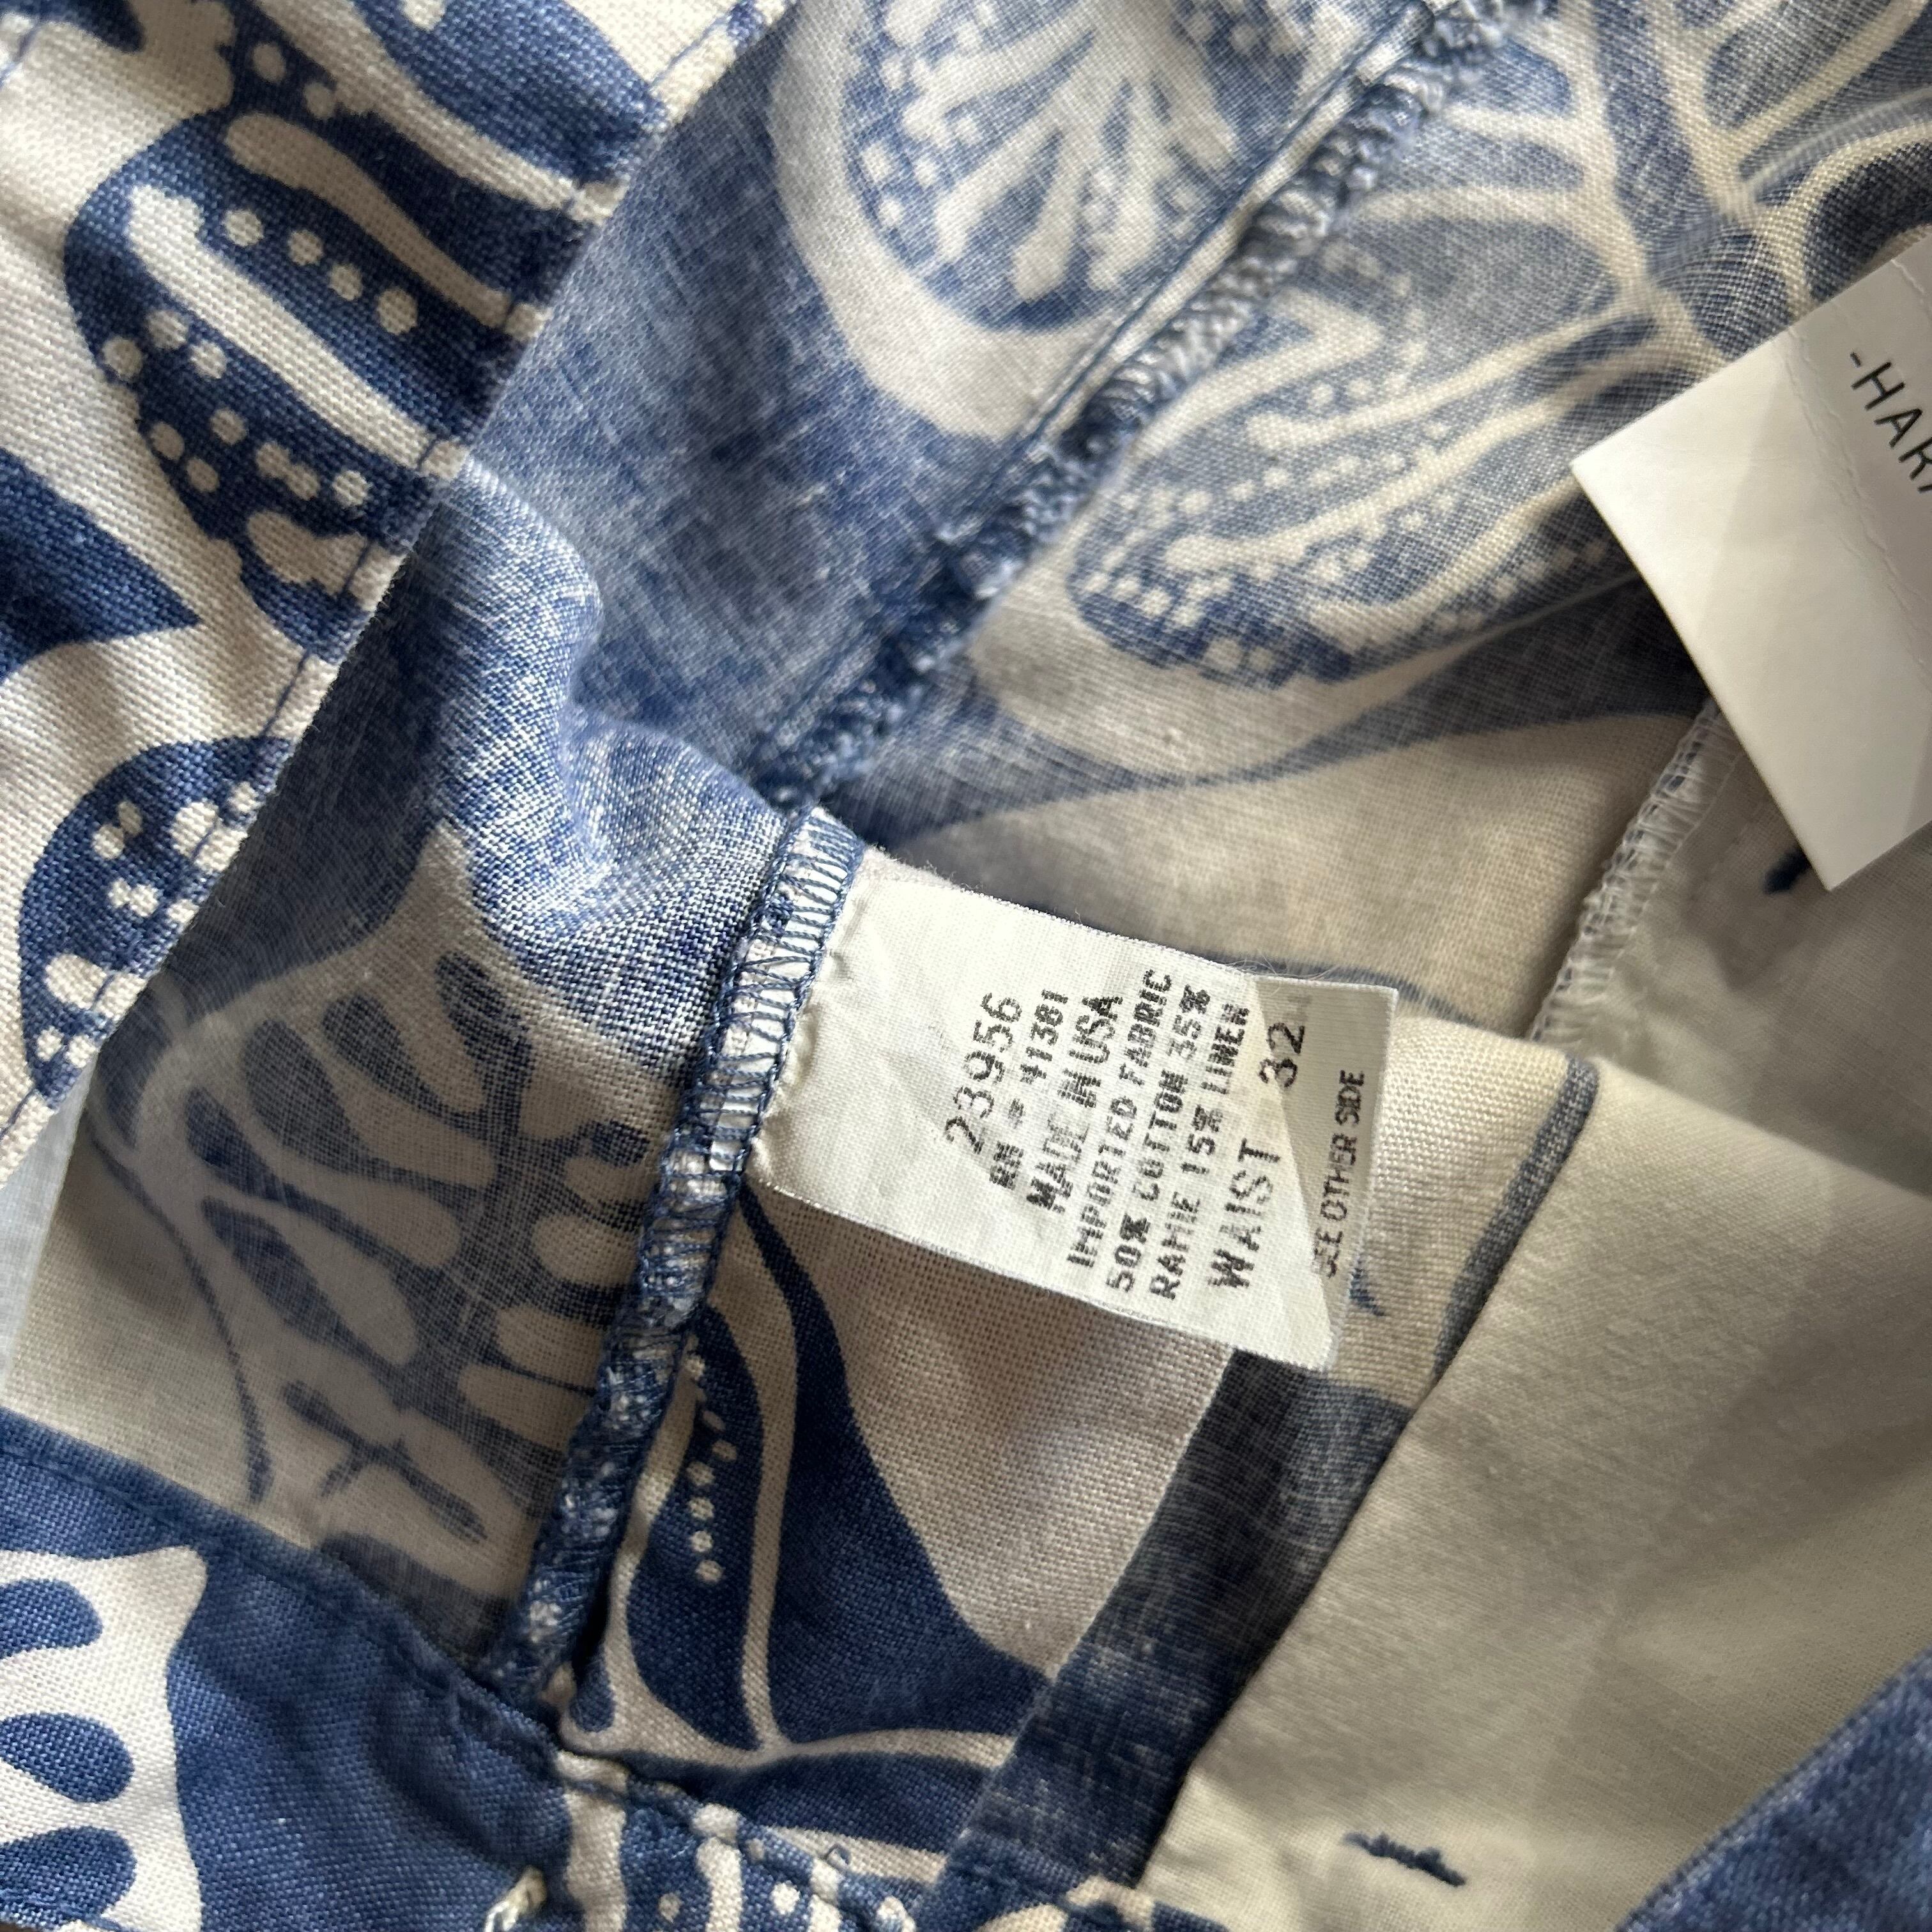 23956
RN = 41381
MADE IN USA
IMPORTED FABRIC
50% COTTON 35%
RAMIE 15% LINEN
WAIST 32
SEE OTHER SIDE